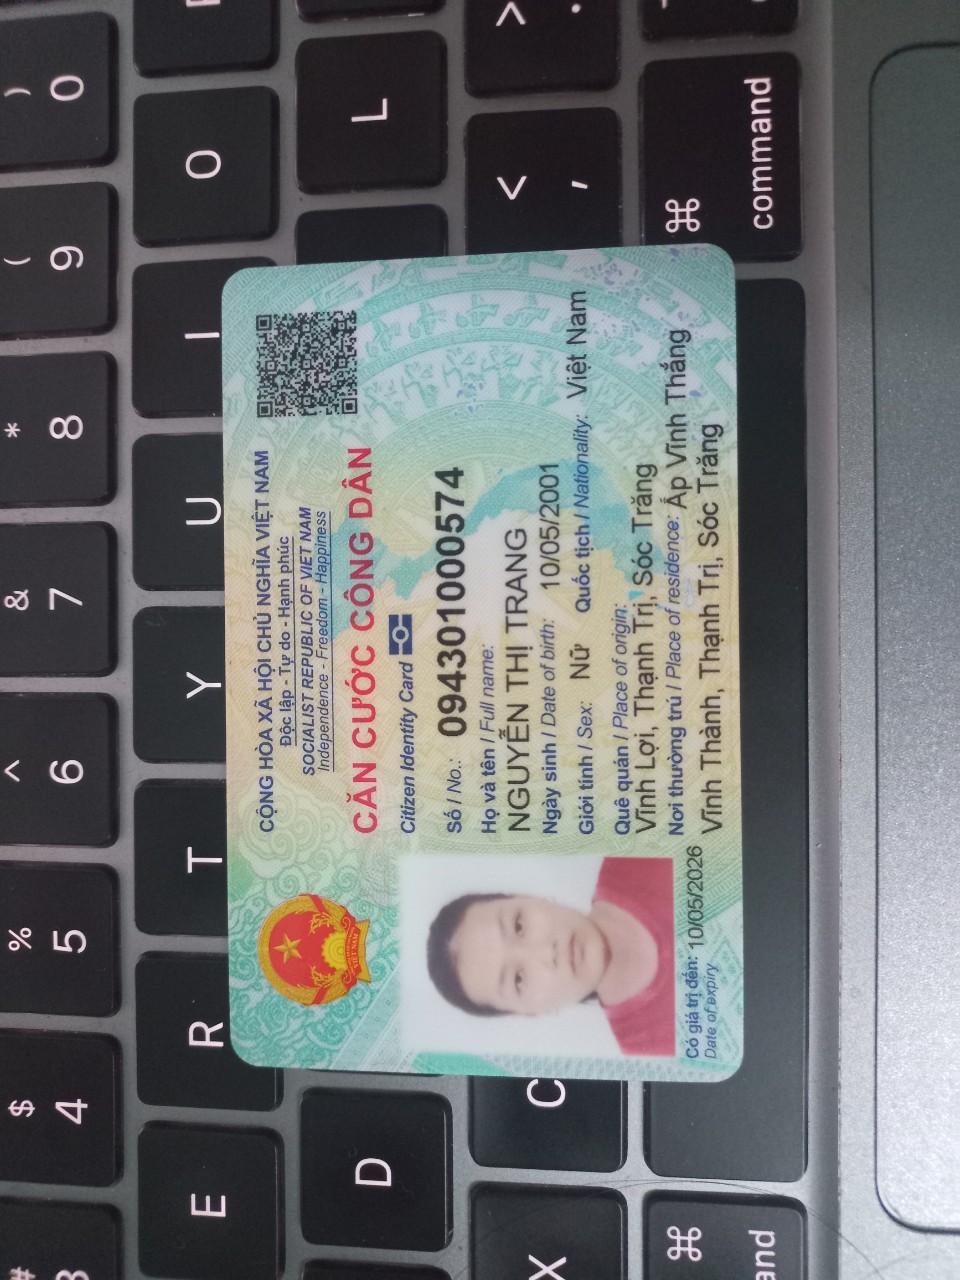 CỘNG HÒA XÃ HỘI CHỦ NGHĨA VIỆT NAM
Độc lập - Tự do - Hạnh phúc
SOCIALIST REPUBLIC OF VIET NAM
Independence - Freedom - Happiness
CĂN CƯỚC CÔNG DÂN
Citizen Identity Card
Số / No.: 094301000574
Họ và tên / Full name:
NGUYỄN THỊ TRANG
Ngày sinh / Date of birth: 10/05/2001
Giới tính / Sex: Nữ Quốc tịch / Nationality: Việt Nam
Quê quán / Place of origin:
Vĩnh Lợi, Thạnh Trị, Sóc Trăng
Nơi thường trú / Place of residence: Ấp Vĩnh Thắng
Vĩnh Thành, Thạnh Trị, Sóc Trăng
Có giá trị đến: 10/05/2026
Date of expiry
) 0
( 9
* 8
& 7
^ 6
% 5
$ 4
#
O
I
U
Y
T
R
E
L
D
>
.
<
,
C
X
⌘ command
⌘